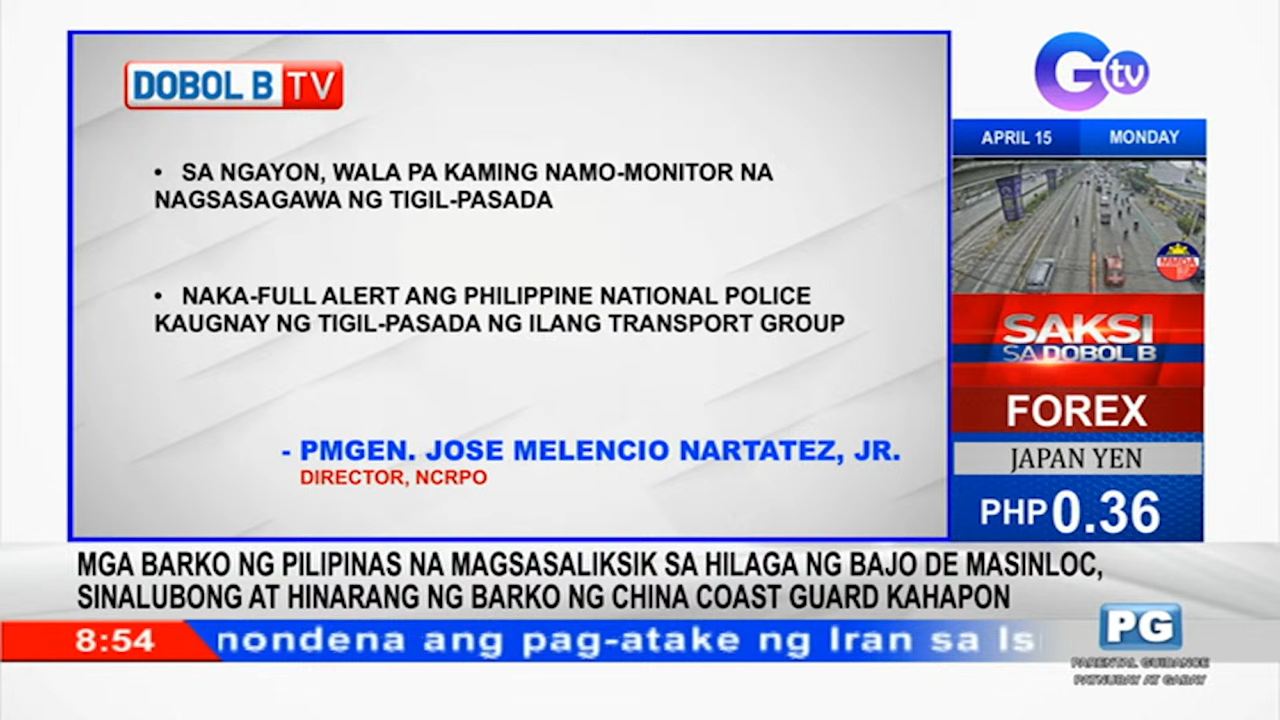 DOBOL B TV
• SA NGAYON, WALA PA KAMING NAMO-MONITOR NA
NAGSASAGAWA NG TIGIL-PASADA
• NAKA-FULL ALERT ANG PHILIPPINE NATIONAL POLICE
KAUGNAY NG TIGIL-PASADA NG ILANG TRANSPORT GROUP
- PMGEN. JOSE MELENCIO NARTATEZ, JR.
DIRECTOR, NCRPO
Gtv
APRIL 15 MONDAY
MMDA
SAKSI
SA DOBOL B
FOREX
JAPAN YEN
PHP 0.36
MGA BARKO NG PILIPINAS NA MAGSASALIKSIK SA HILAGA NG BAJO DE MASINLOC,
SINALUBONG AT HINARANG NG BARKO NG CHINA COAST GUARD KAHAPON
8:54 nondena ang pag-atake ng Iran sa Is
PG
PARENTAL GUIDANCE
PATNUBAY AT GABAY